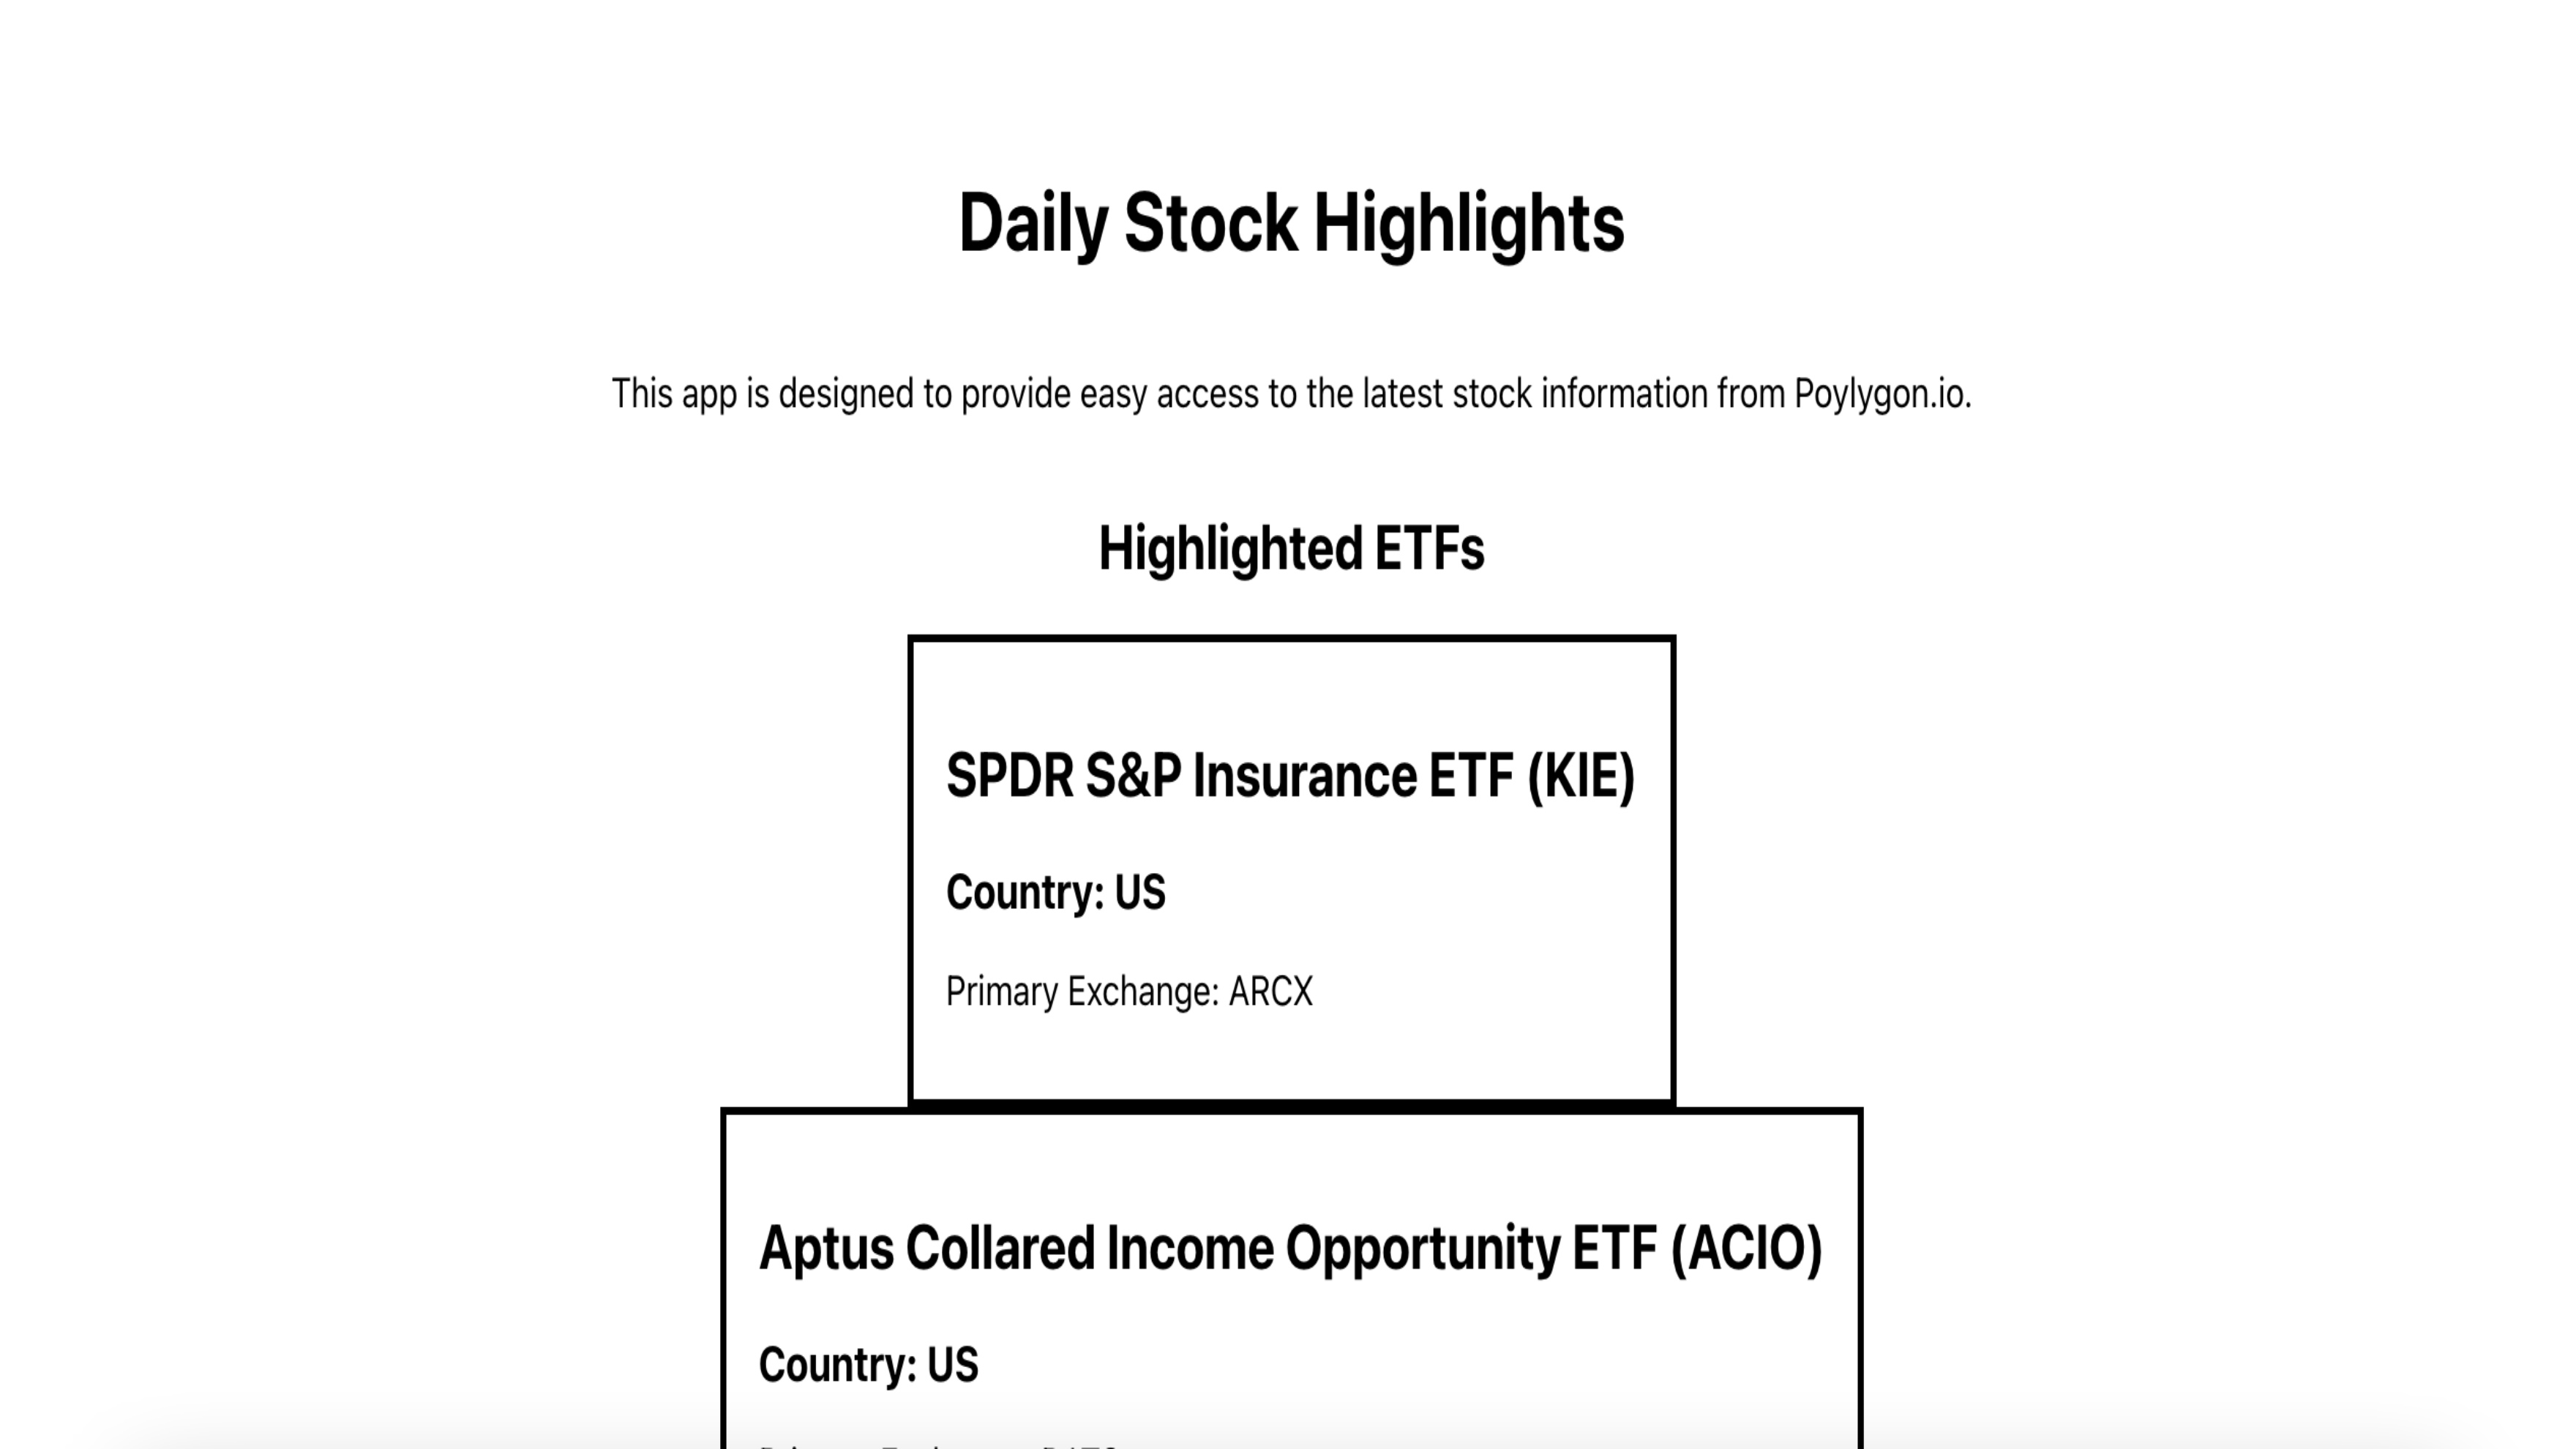 Daily Stock Highlights
This app is designed to provide easy access to the latest stock information from Poylygon.io.
Highlighted ETFs
SPDR S&P Insurance ETF (KIE)
Country: US
Primary Exchange: ARCX
Aptus Collared Income Opportunity ETF (ACIO)
Country: US